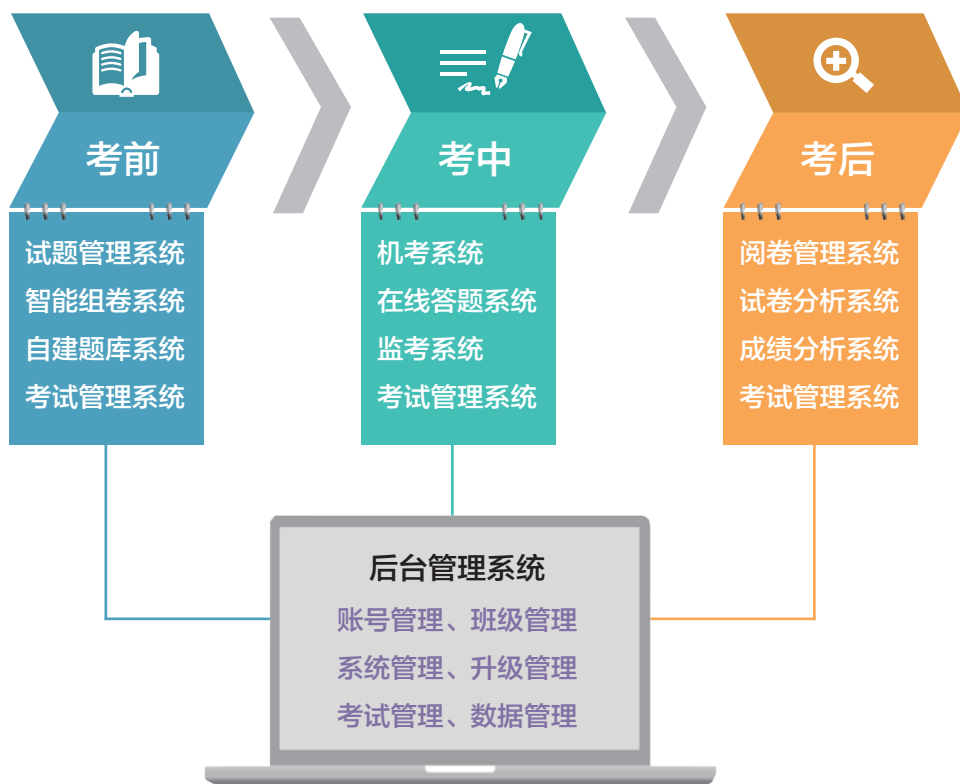 考前
试题管理系统
智能组卷系统
自建题库系统
考试管理系统
考中
机考系统
在线答题系统
监考系统
考试管理系统
考后
阅卷管理系统
试卷分析系统
成绩分析系统
考试管理系统
后台管理系统
账号管理、班级管理
系统管理、升级管理
考试管理、数据管理